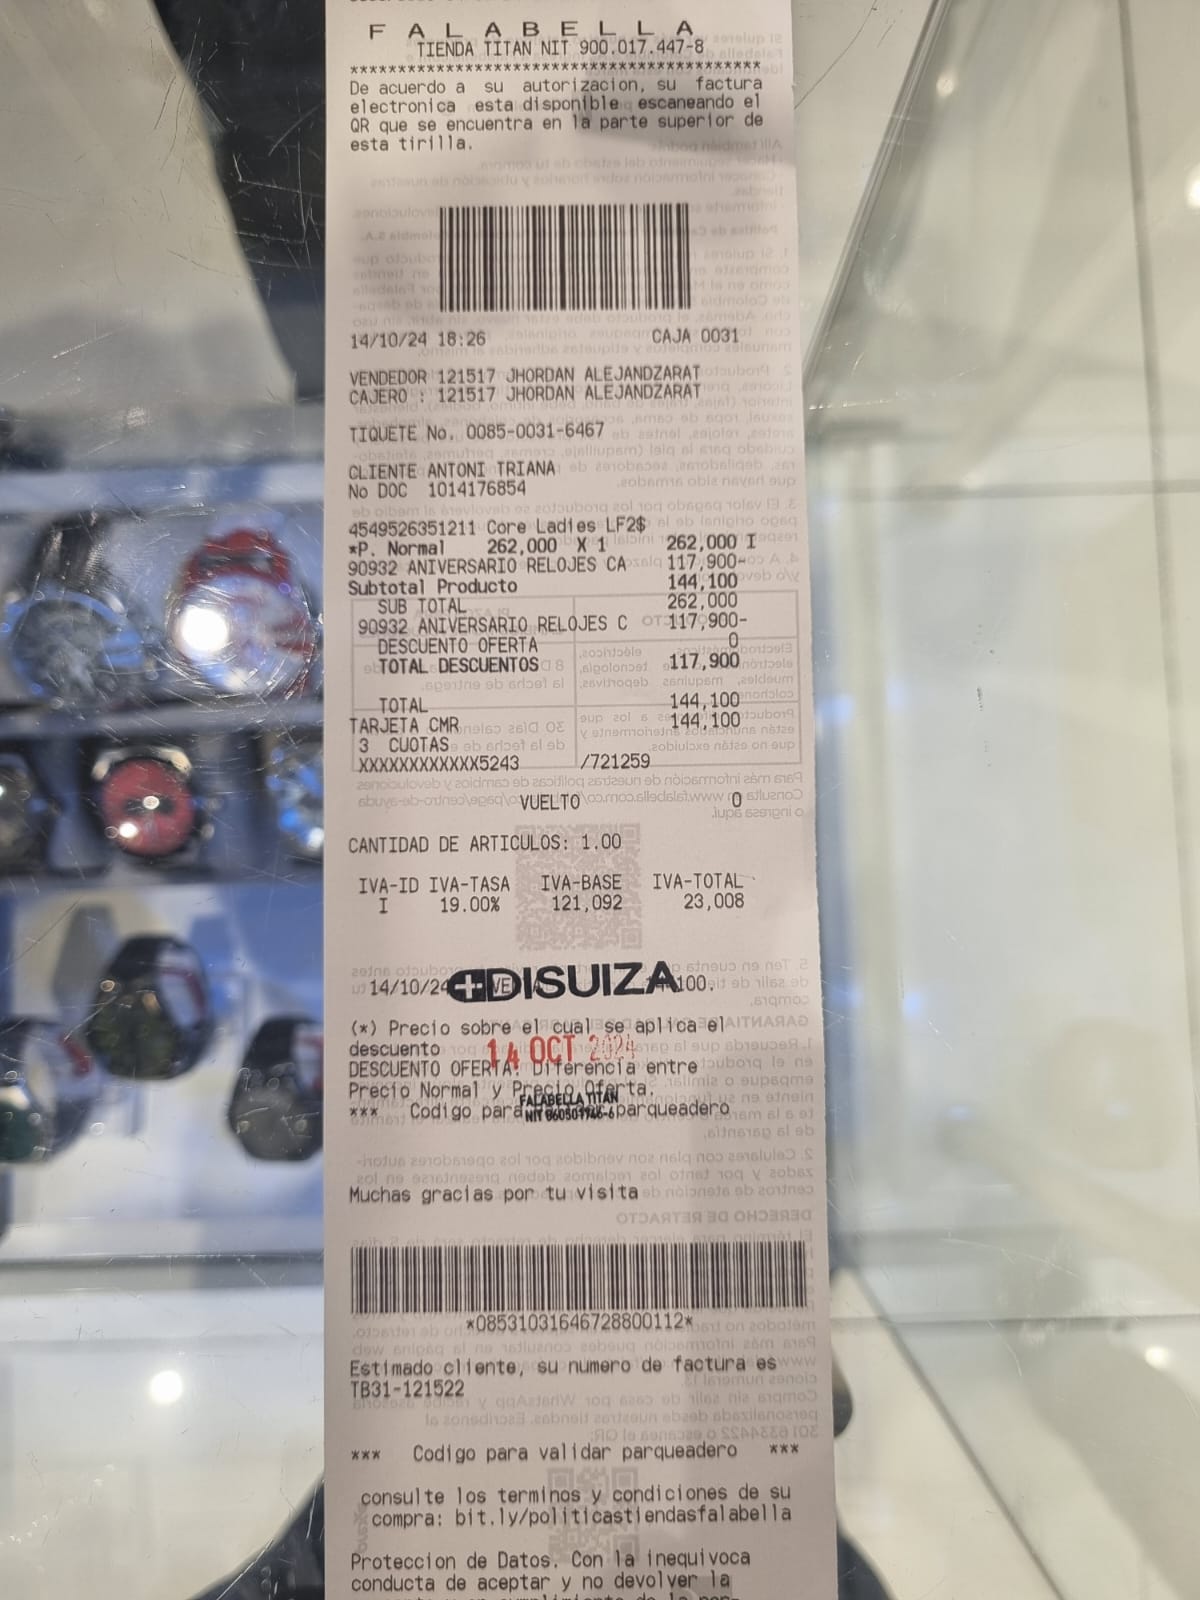 F A L A B E L L A
TIENDA TITAN NIT 900.017.447-8
*******************************************
De acuerdo a su autorizacion, su factura
electronica esta disponible escaneando el
QR que se encuentra en la parte superior de
esta tirilla.
14/10/24 18:26 CAJA 0031
VENDEDOR 121517 JHORDAN ALEJANDZARAT
CAJERO : 121517 JHORDAN ALEJANDZARAT
TIQUETE No. 0085-0031-6467
CLIENTE ANTONI TRIANA
No DOC 1014176854
4549526351211 Core Ladies LF2$
*P. Normal 262,000 X 1 262,000 I
90932 ANIVERSARIO RELOJES CA 117,900-
Subtotal Producto 144,100
SUB TOTAL 262,000
90932 ANIVERSARIO RELOJES C 117,900-
DESCUENTO OFERTA 0
TOTAL DESCUENTOS 117,900
TOTAL 144,100
TARJETA CMR 144,100
3 CUOTAS
XXXXXXXXXXXX5243 /721259
VUELTO 0
CANTIDAD DE ARTICULOS: 1.00
IVA-ID IVA-TASA IVA-BASE IVA-TOTAL
I 19.00% 121,092 23,008
14/10/24 DISUIZA 100.
(*) Precio sobre el cual se aplica el
descuento 14 OCT 2024
DESCUENTO OFERTA: Diferencia entre
Precio Normal y Precio Oferta.
FALABELLA TITAN
*** Codigo para parqueadero
Muchas gracias por tu visita
*08531031646728800112*
Estimado cliente, su numero de factura es
TB31-121522
*** Codigo para validar parqueadero ***
consulte los terminos y condiciones de su
compra: bit.ly/politicastiendasfalabella
Proteccion de Datos. Con la inequivoca
conducta de aceptar y no devolver la